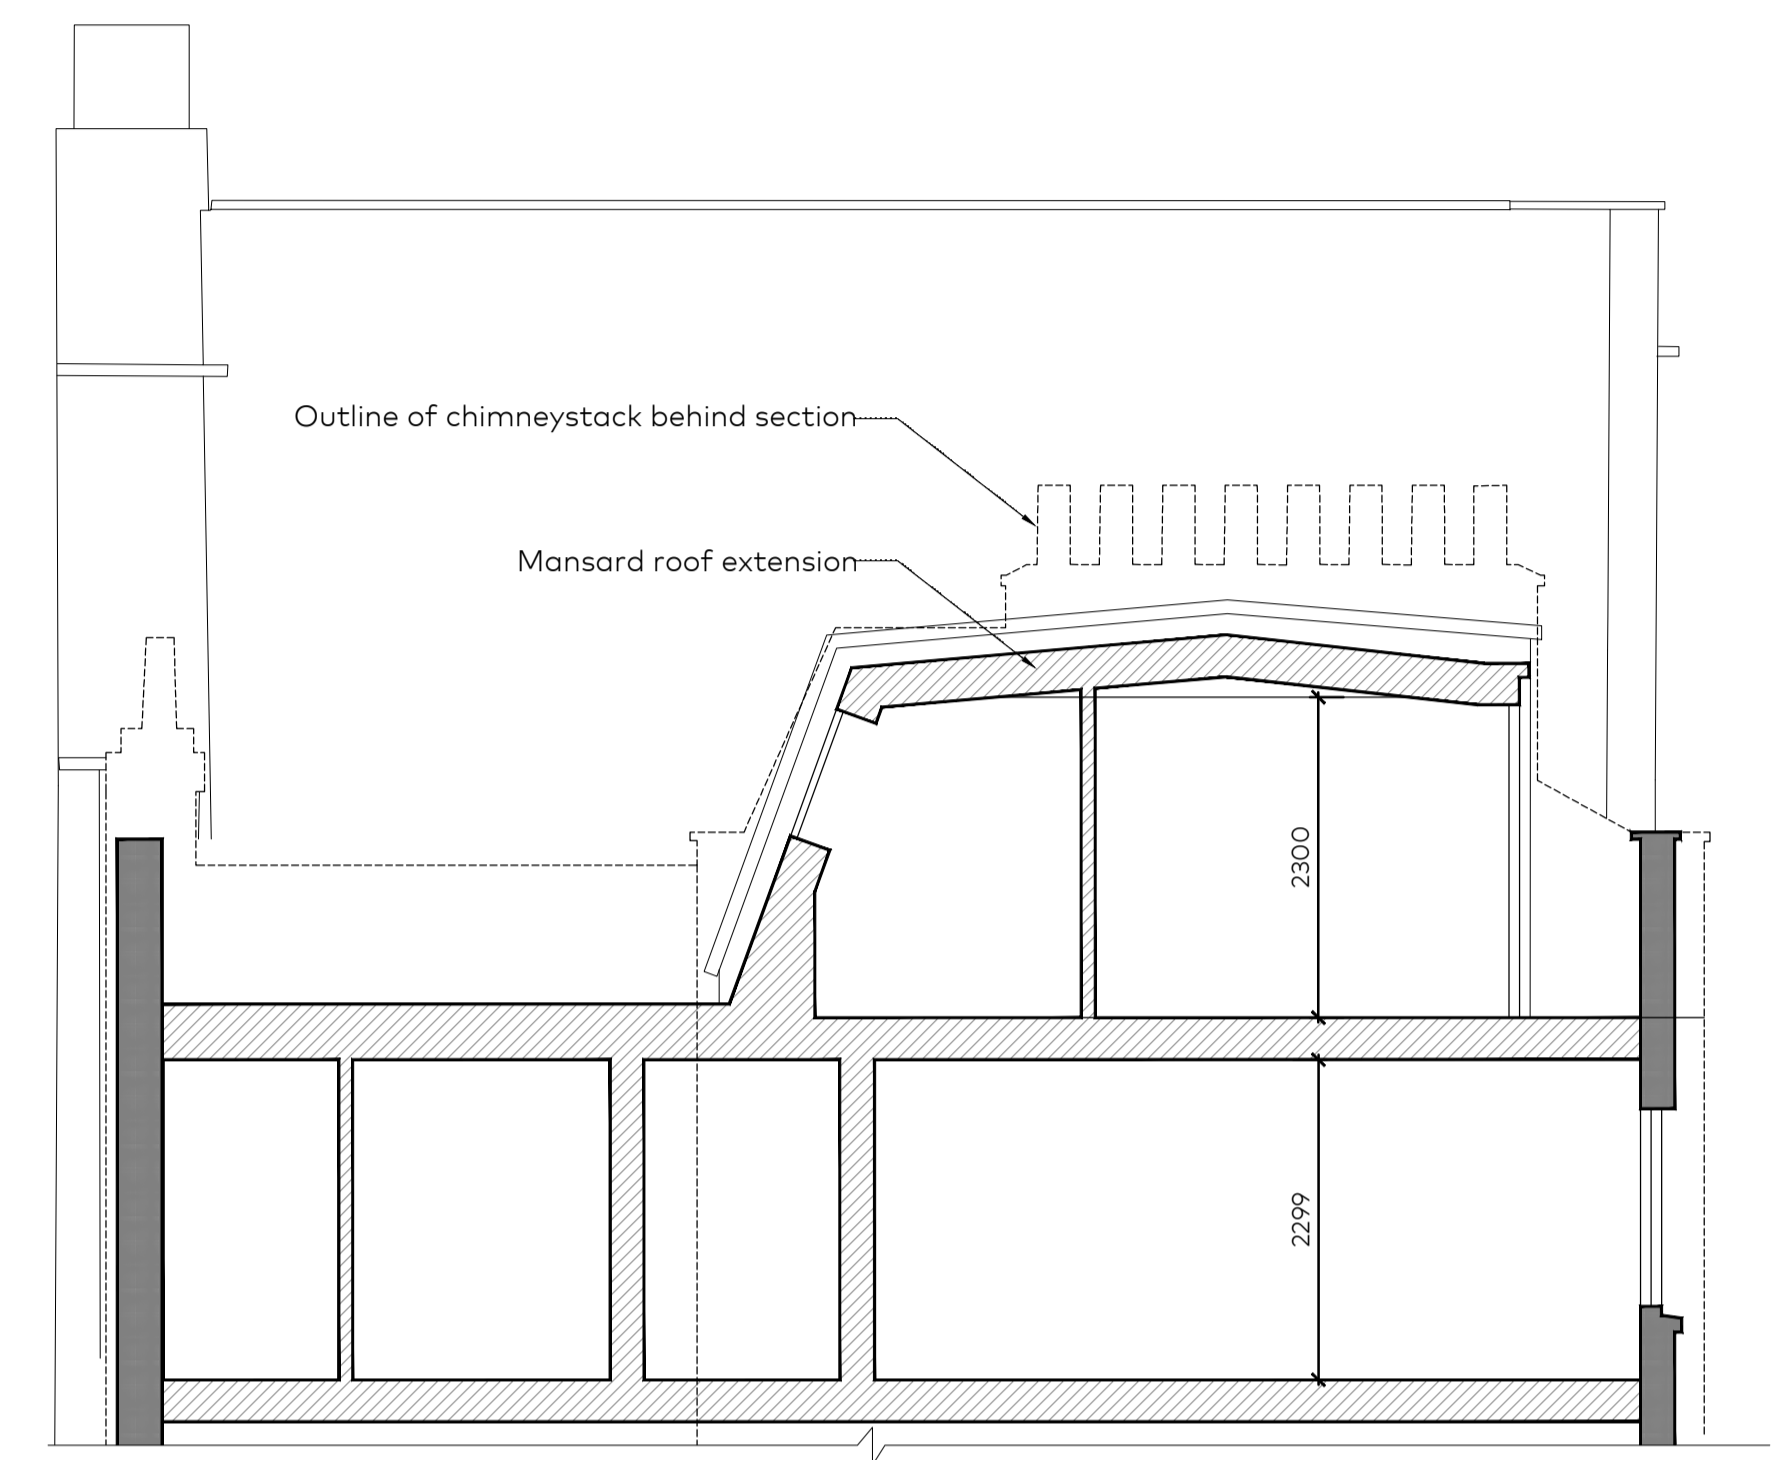 Outline of chimneystack behind section
Mansard roof extension
2300
2299